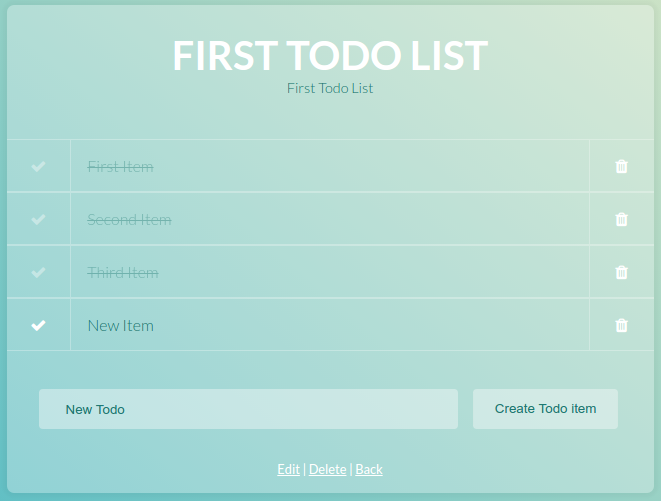 FIRST TODO LIST
First Todo List
First Item
Second Item
Third Item
New Item
New Todo
Create Todo item
Edit | Delete | Back